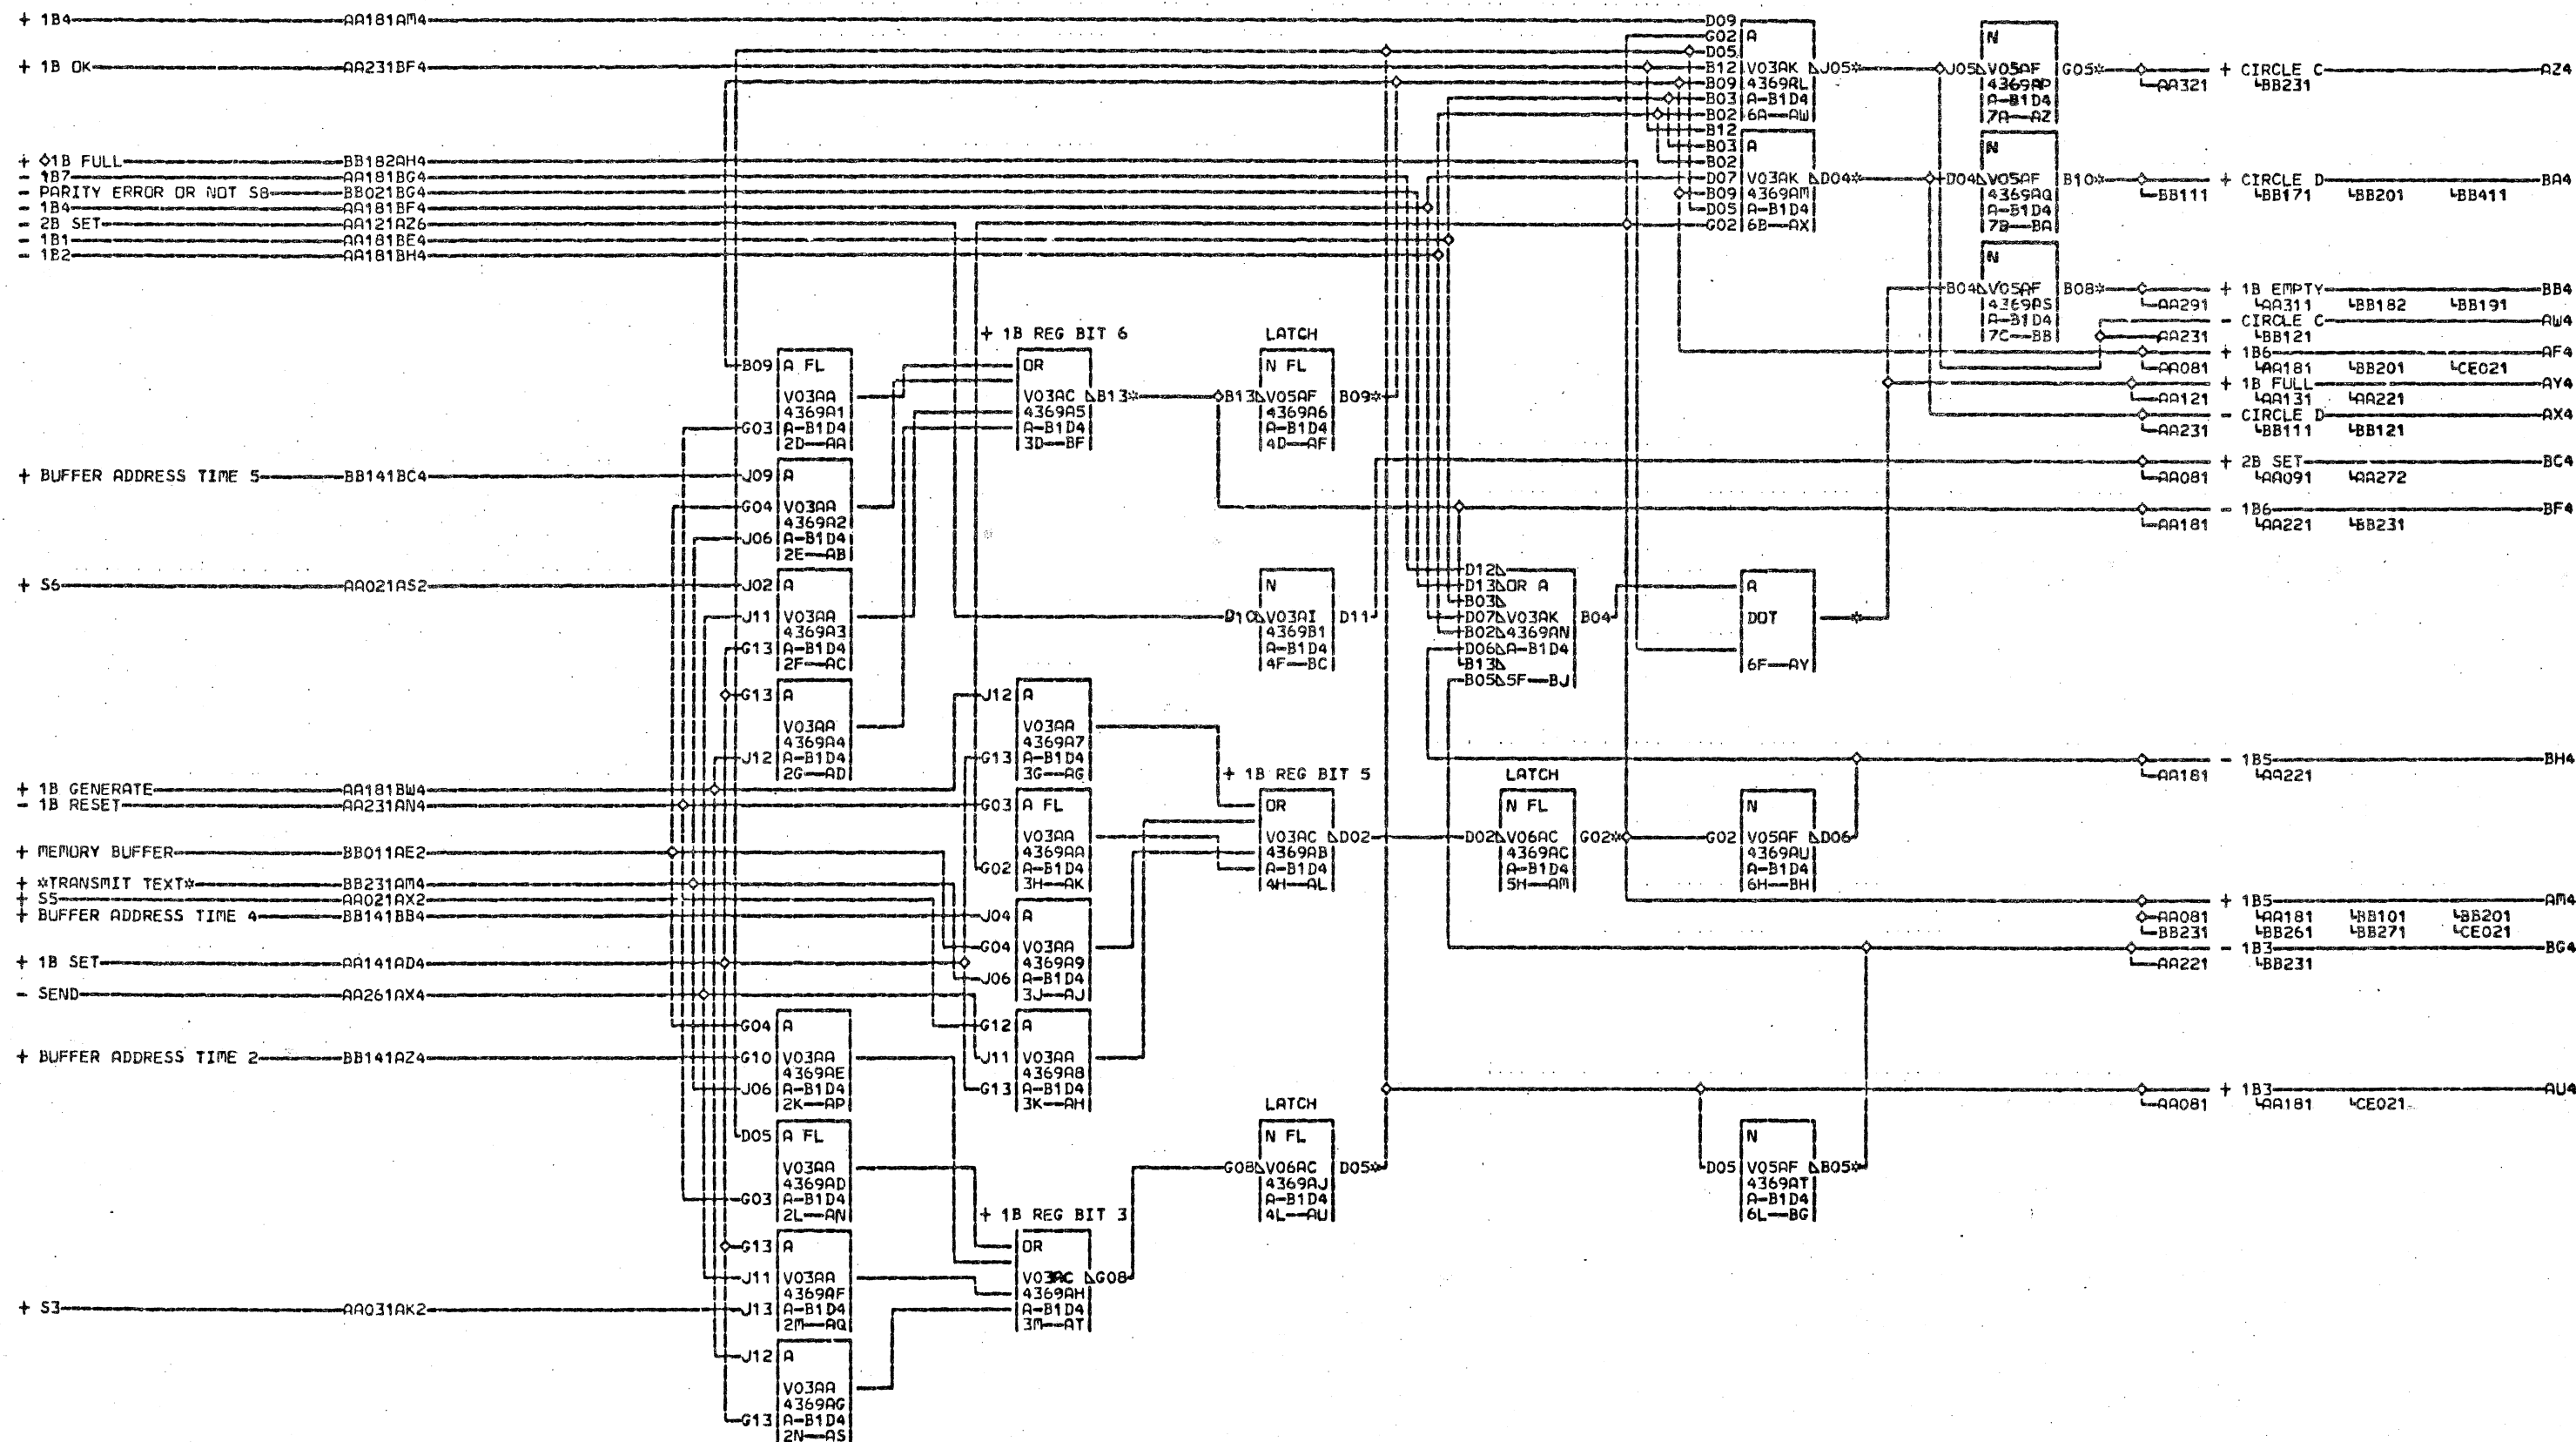 + 1B4 AA181AM4
+ 1B OK AA231BF4
+ ◇1B FULL BB182AH4
- 1B7 AA181BG4
- PARITY ERROR OR NOT S8 BB021BG4
- 1B4 AA181BF4
- 2B SET AA121AZ6
- 1B1 AA181BE4
- 1B2 AA181BH4
+ BUFFER ADDRESS TIME 5 BB141BC4
+ S6 AA021AS2
+ 1B GENERATE AA181BW4
- 1B RESET AA231AN4
+ MEMORY BUFFER BB011AE2
+ *TRANSMIT TEXT* BB231AM4
+ S5 AA021AX2
+ BUFFER ADDRESS TIME 4 BB141BB4
+ 1B SET AA141AD4
- SEND AA261AX4
+ BUFFER ADDRESS TIME 2 BB141AZ4
+ S3 AA031AK2
B09 A FL
V03AA
4369A1
G03 A-B1D4
2D—AA
J09 A
G04 V03AA
4369A2
J06 A-B1D4
2E—AB
J02 A
J11 V03AA
4369A3
G13 A-B1D4
2F—AC
G13 A
V03AA
4369A4
J12 A-B1D4
2G—AD
G04 A
G10 V03AA
4369AE
J06 A-B1D4
2K—AP
D05 A FL
V03AA
4369AD
G03 A-B1D4
2L—AN
G13 A
J11 V03AA
4369AF
J13 A-B1D4
2M—AQ
J12 A
V03AA
4369AG
G13 A-B1D4
2N—AS
+ 1B REG BIT 6
OR
V03AC B13*
4369A5
A-B1D4
3D—BF
J12 A
V03AA
4369A7
G13 A-B1D4
3G—AG
G03 A FL
V03AA
4369AA
G02 A-B1D4
3H—AK
J04 A
G04 V03AA
4369A9
J06 A-B1D4
3J—AJ
G12 A
J11 V03AA
4369A8
G13 A-B1D4
3K—AH
+ 1B REG BIT 3
OR
V03AC G08
4369AH
A-B1D4
3M—AT
LATCH
N FL
B13 V05AF B09*
4369A6
A-B1D4
4D—AF
N
D10 V03AI D11
4369B1
A-B1D4
4F—BC
+ 1B REG BIT 5
OR
V03AC D02
4369AB
A-B1D4
4H—AL
LATCH
N FL
G08 V06AC D05*
4369AJ
A-B1D4
4L—AU
D12
D13 OR A
B03
D07 V03AK B04
B02 4369AN
D06 A-B1D4
B13
B05 5F—BJ
LATCH
N FL
D02 V06AC G02*
4369AC
A-B1D4
5H—AM
D09
G02 A
D05
B12 V03AK J05*
B09 4369AL
B03 A-B1D4
B02 6A—AW
B12
B03 A
B02
D07 V03AK D04*
B09 4369AM
D05 A-B1D4
G02 6B—AX
A
DOT *
6F—AY
N
G02 V05AF D06
4369AU
A-B1D4
6H—BH
N
D05 V05AF B05*
4369AT
A-B1D4
6L—BG
N
J05 V05AF G05*
4369AP
A-B1D4
7A—AZ
N
D04 V05AF B10*
4369AQ
A-B1D4
7B—BA
N
B04 V05AF B08*
4369AS
A-B1D4
7C—BB
+ CIRCLE C AZ4
AA321 BB231
+ CIRCLE D BA4
BB111 BB171 BB201 BB411
+ 1B EMPTY BB4
AA291 AA311 BB182 BB191
- CIRCLE C AW4
AA231 BB121
+ 1B6 AF4
AA081 AA181 BB201 CE021
+ 1B FULL AY4
AA121 AA131 AA221
- CIRCLE D AX4
AA231 BB111 BB121
+ 2B SET BC4
AA081 AA091 AA272
- 1B6 BF4
AA181 AA221 BB231
- 1B5 BH4
AA181 AA221
+ 1B5 AM4
AA081 AA181 BB101 BB201
BB231 BB261 BB271 CE021
- 1B3 BG4
AA221 BB231
+ 1B3 AU4
AA081 AA181 CE021